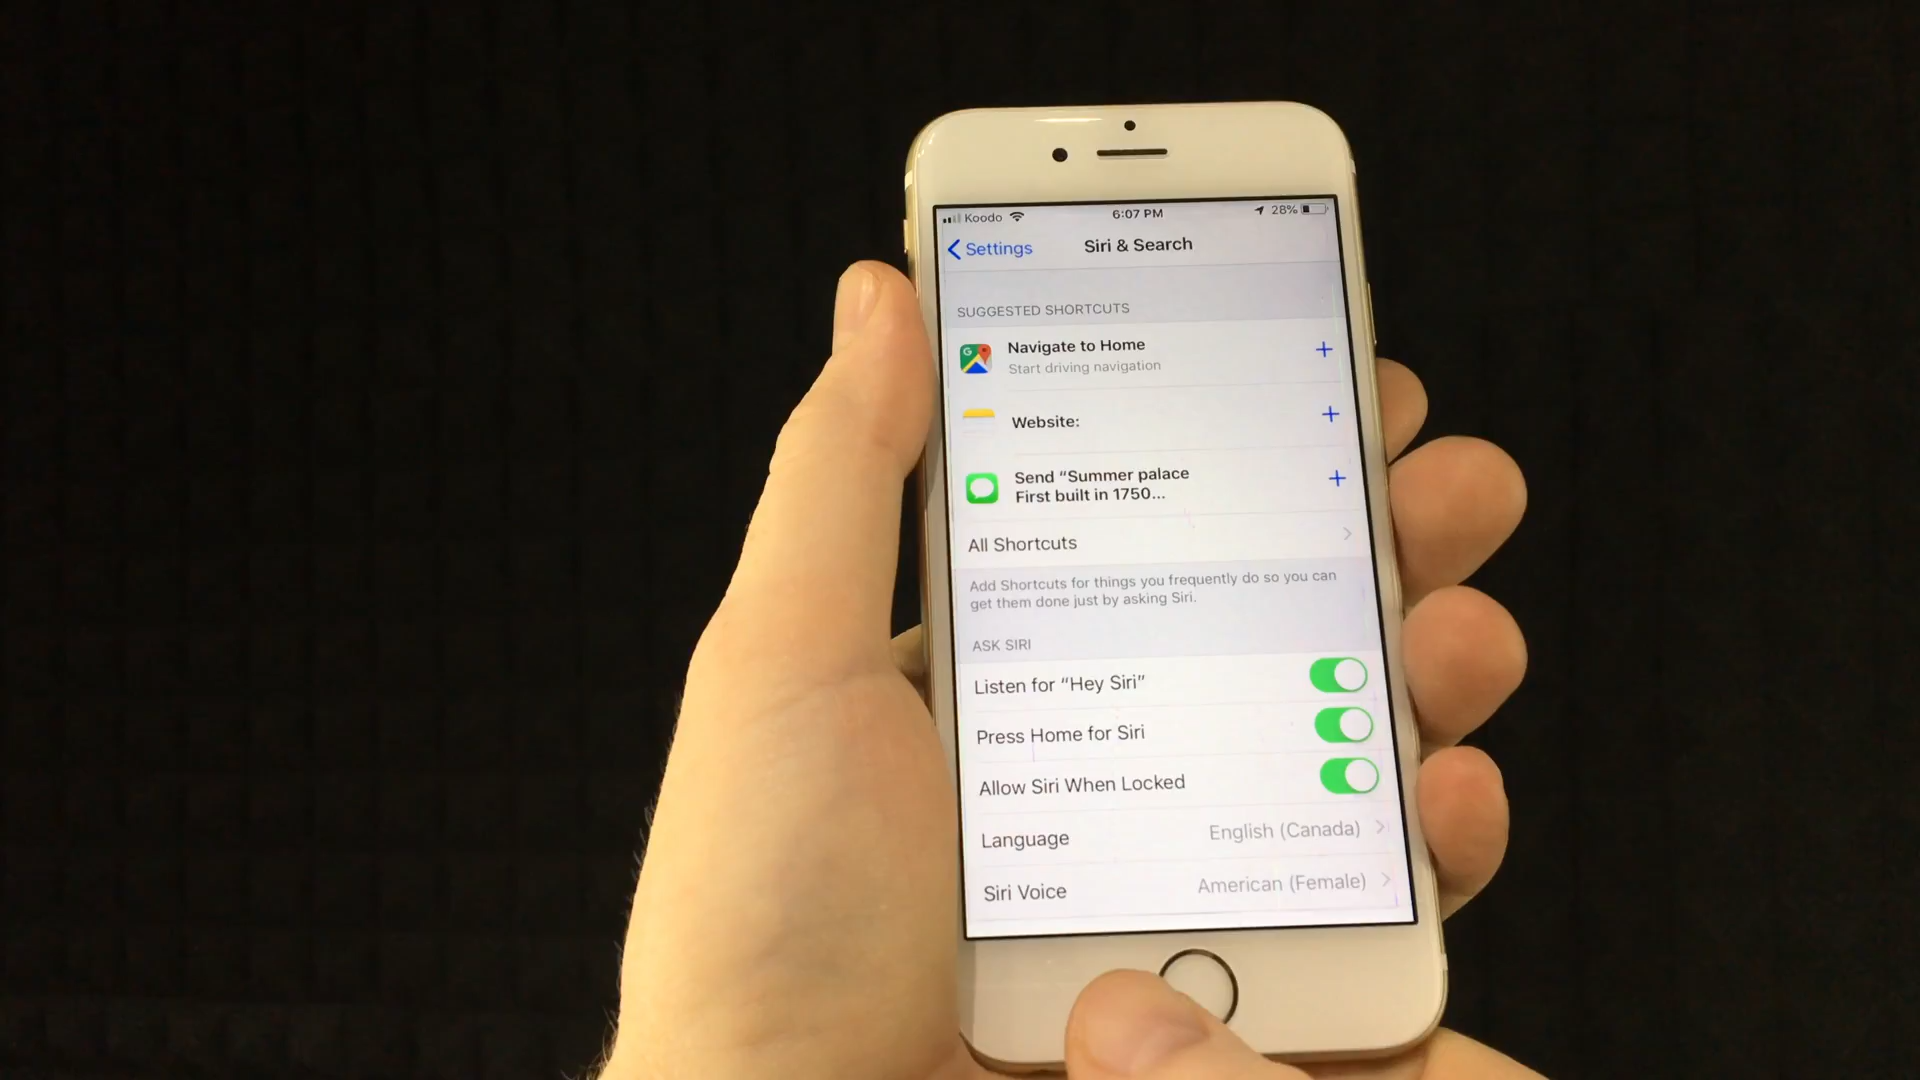 Koodo 6:07 PM 28%
Settings Siri & Search
SUGGESTED SHORTCUTS
G
Navigate to Home
Start driving navigation
Website:
Send “Summer palace
First built in 1750...
All Shortcuts
Add Shortcuts for things you frequently do so you can
get them done just by asking Siri.
ASK SIRI
Listen for “Hey Siri”
Press Home for Siri
Allow Siri When Locked
Language English (Canada)
Siri Voice American (Female)